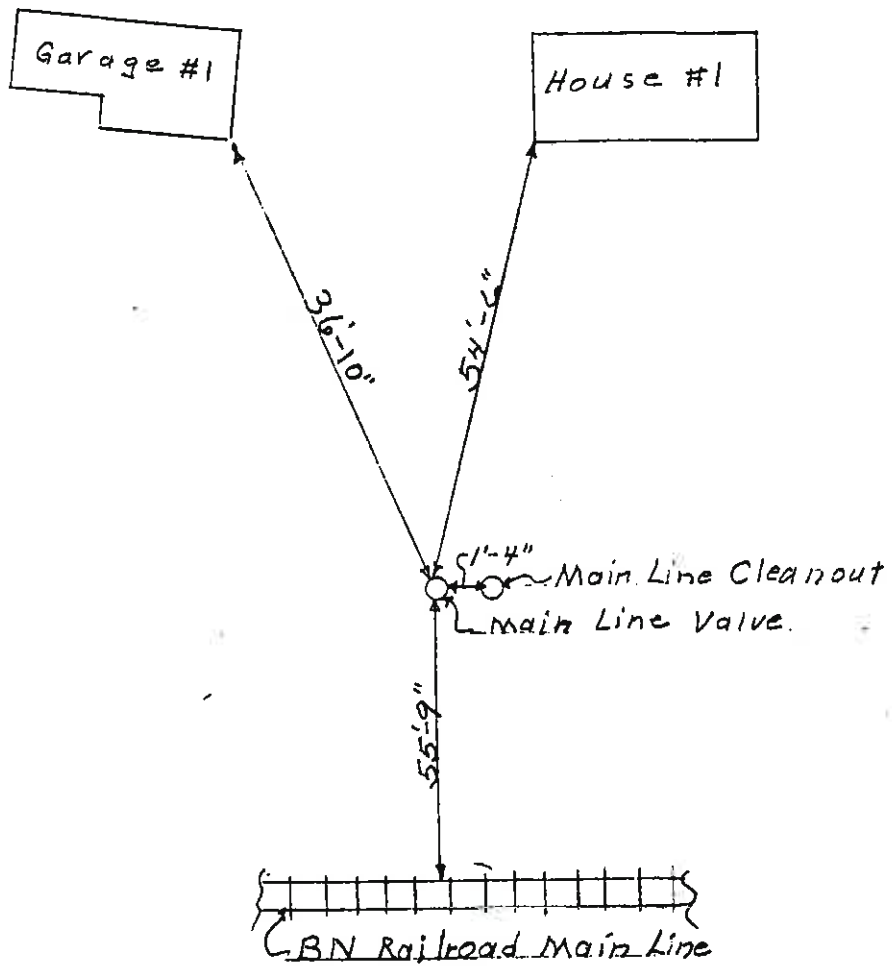 Garage #1
House #1
36'-10"
54'-6"
1'-4"
Main Line Cleanout
Main Line Valve.
55'-9"
BN Railroad Main Line